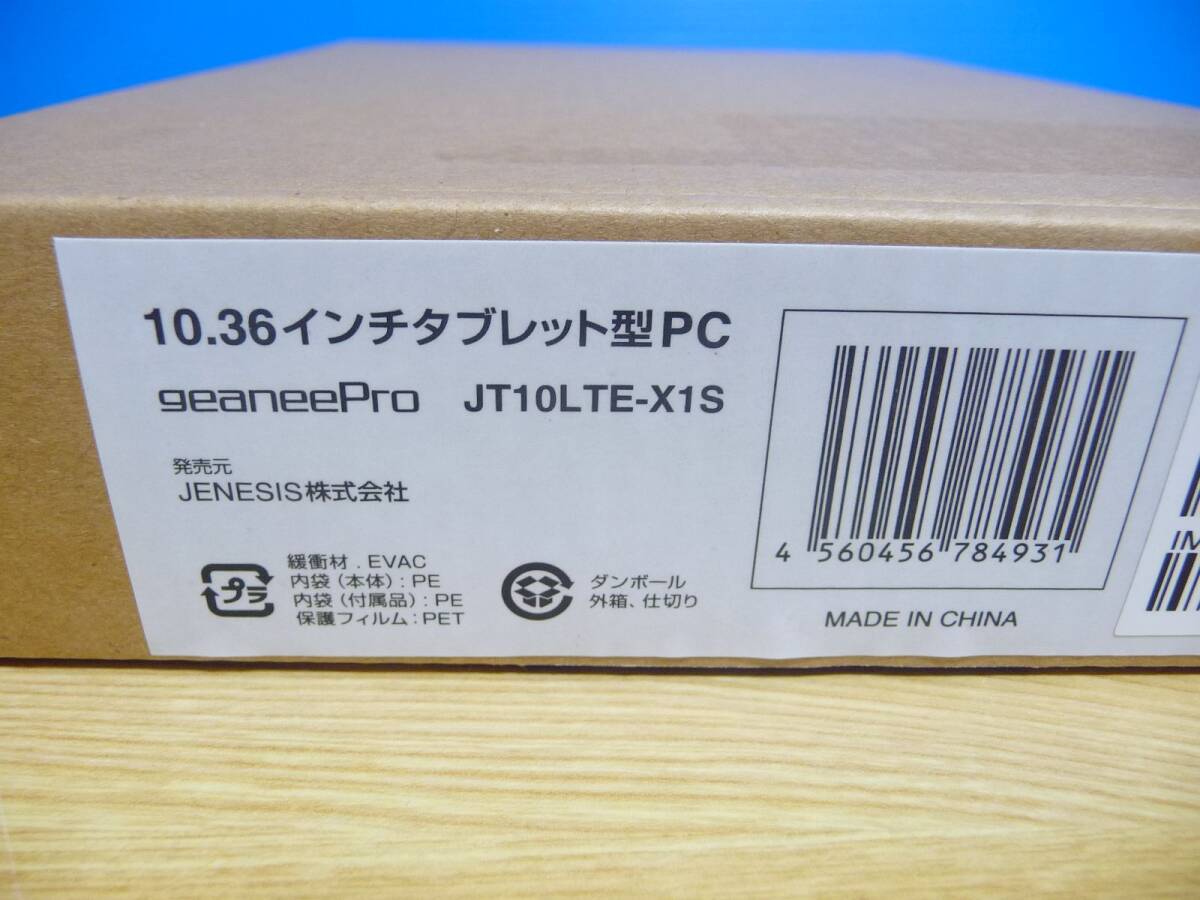 10.36インチタブレット型PC
geaneePro JT10LTE-X1S
発売元
JENESIS株式会社
プラ
緩衝材．EVAC
内袋（本体）：PE
内袋（付属品）：PE
保護フィルム：PET
ダンボール
外箱、仕切り
4 560456 784931
MADE IN CHINA